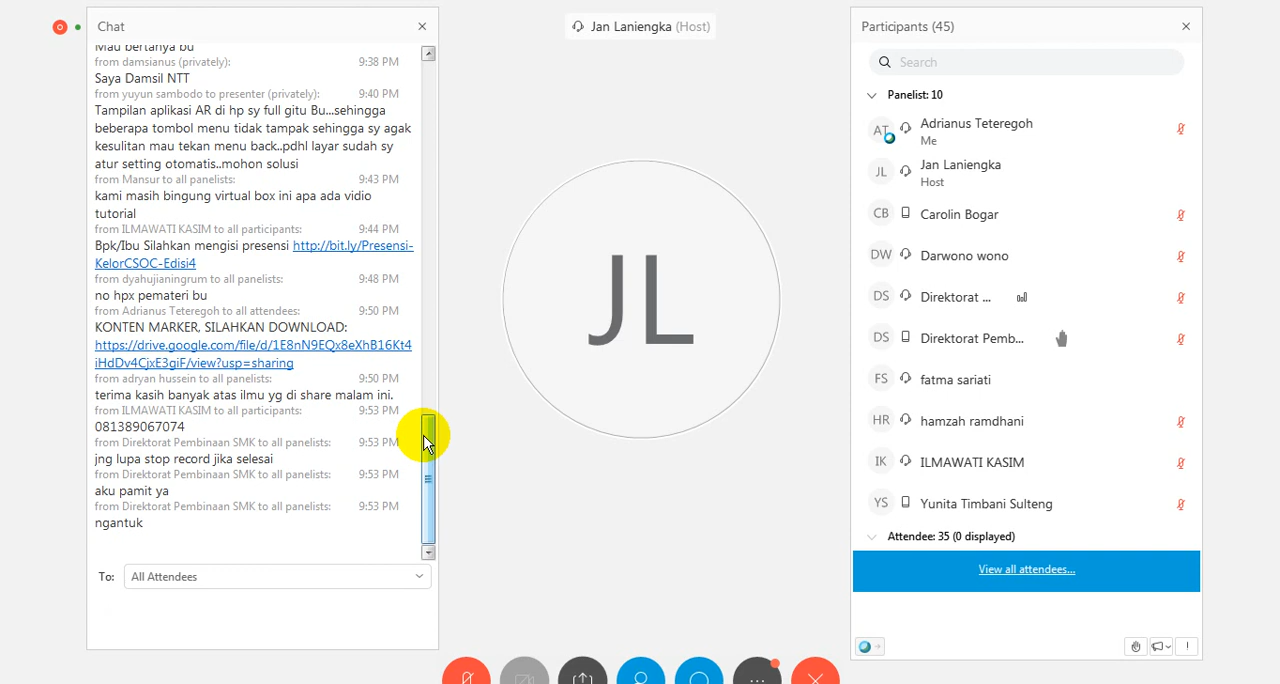 Chat
Mau bertanya bu
from damsianus (privately): 9:38 PM
Saya Damsil NTT
from yuyun sambodo to presenter (privately): 9:40 PM
Tampilan aplikasi AR di hp sy full gitu Bu...sehingga
beberapa tombol menu tidak tampak sehingga sy agak
kesulitan mau tekan menu back..pdhl layar sudah sy
atur setting otomatis..mohon solusi
from Mansur to all panelists: 9:43 PM
kami masih bingung virtual box ini apa ada vidio
tutorial
from ILMAWATI KASIM to all participants: 9:44 PM
Bpk/Ibu Silahkan mengisi presensi http://bit.ly/Presensi-
KelorCSOC-Edisi4
from dyahujianingrum to all panelists: 9:48 PM
no hpx pemateri bu
from Adrianus Teteregoh to all attendees: 9:50 PM
KONTEN MARKER, SILAHKAN DOWNLOAD:
https://drive.google.com/file/d/1E8nN9EQx8eXhB16Kt4
iHdDv4CjxE3giF/view?usp=sharing
from adryan hussein to all panelists: 9:50 PM
terima kasih banyak atas ilmu yg di share malam ini.
from ILMAWATI KASIM to all participants: 9:53 PM
081389067074
from Direktorat Pembinaan SMK to all panelists: 9:53 PM
jng lupa stop record jika selesai
from Direktorat Pembinaan SMK to all panelists: 9:53 PM
aku pamit ya
from Direktorat Pembinaan SMK to all panelists: 9:53 PM
ngantuk
To: All Attendees
Jan Laniengka (Host)
JL
Participants (45)
Search
Panelist: 10
AT Adrianus Teteregoh
Me
JL Jan Laniengka
Host
CB Carolin Bogar
DW Darwono wono
DS Direktorat ...
DS Direktorat Pemb...
FS fatma sariati
HR hamzah ramdhani
IK ILMAWATI KASIM
YS Yunita Timbani Sulteng
Attendee: 35 (0 displayed)
View all attendees...